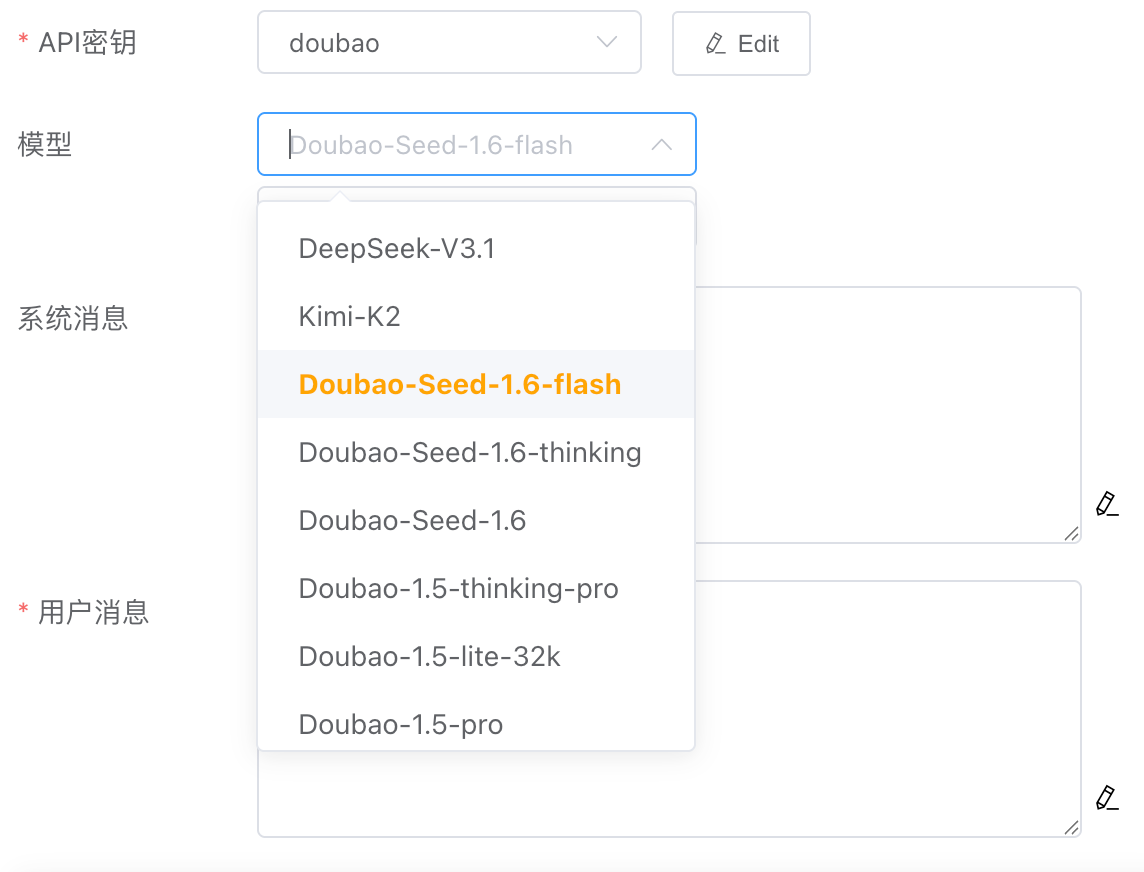 * API密钥
doubao
Edit
模型
Doubao-Seed-1.6-flash
DeepSeek-V3.1
Kimi-K2
Doubao-Seed-1.6-flash
Doubao-Seed-1.6-thinking
Doubao-Seed-1.6
Doubao-1.5-thinking-pro
Doubao-1.5-lite-32k
Doubao-1.5-pro
系统消息
* 用户消息